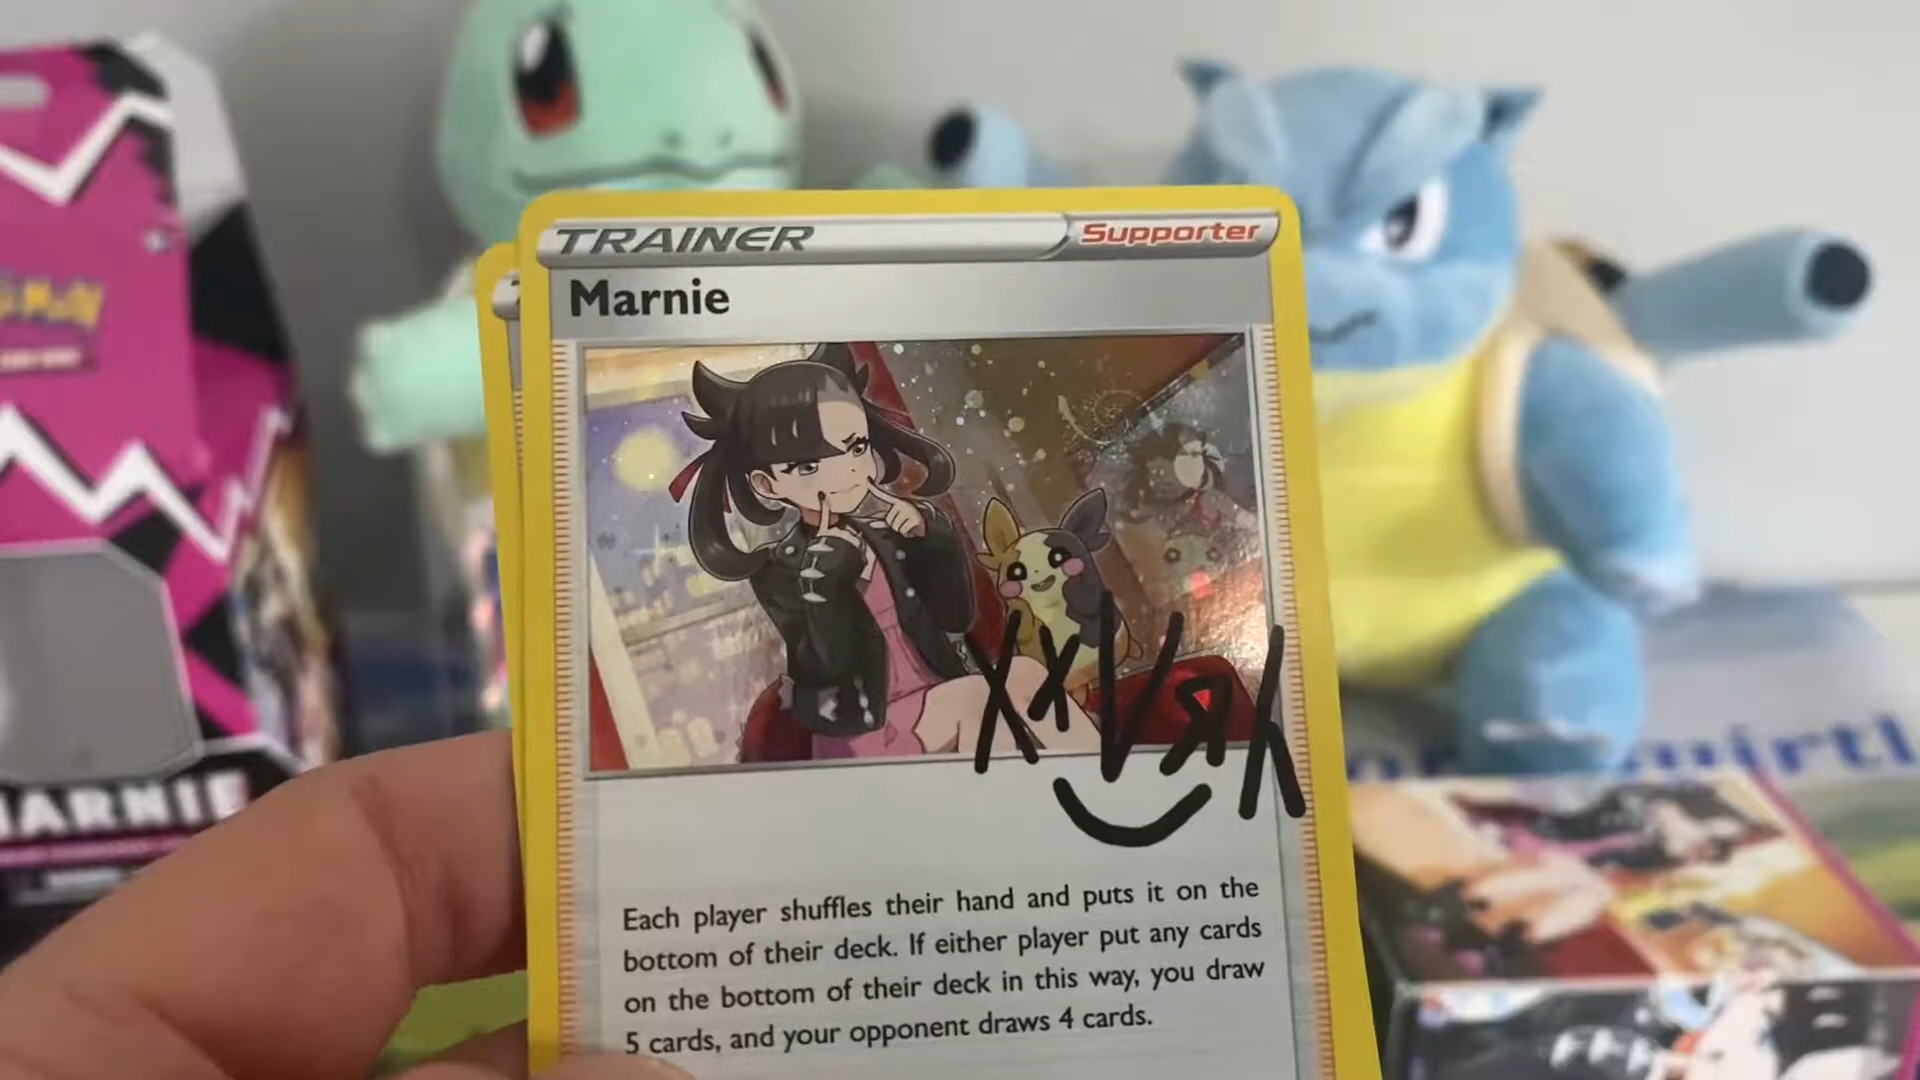 TRAINER
Supporter
Marnie
Each player shuffles their hand and puts it on the
bottom of their deck. If either player put any cards
on the bottom of their deck in this way, you draw
5 cards, and your opponent draws 4 cards.
MARNIE